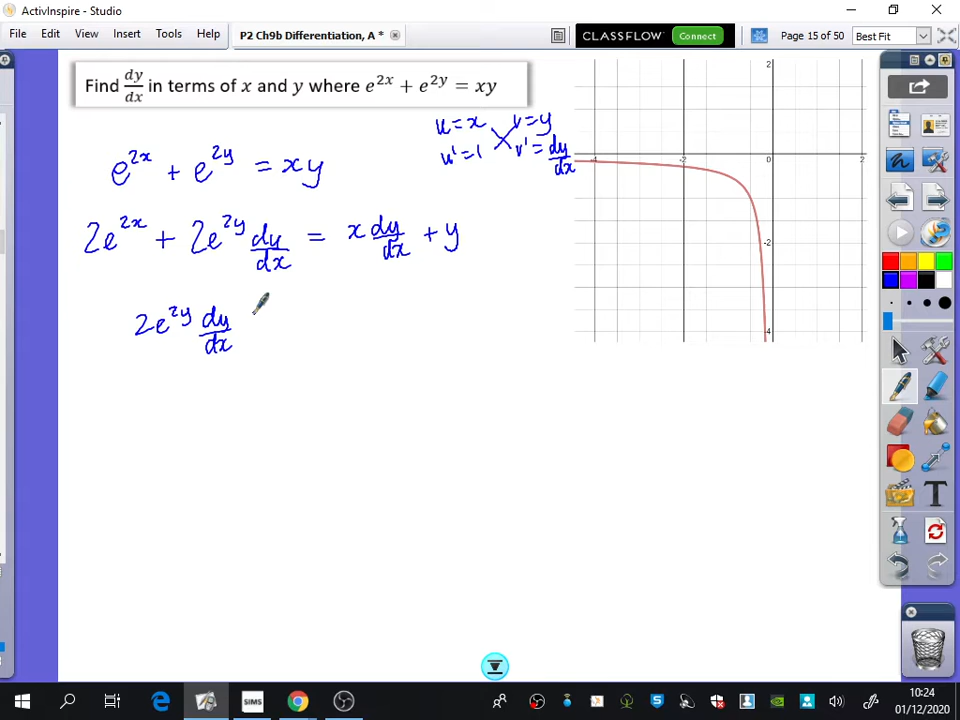 ActivInspire - Studio
File Edit View Insert Tools Help P2 Ch9b Differentiation, A * CLASSFLOW Connect Page 15 of 50 Best Fit
Find dy/dx in terms of x and y where e^{2x} + e^{2y} = xy
u = x v = y
u' = 1 v' = dy/dx
e^{2x} + e^{2y} = xy
2e^{2x} + 2e^{2y} dy/dx = x dy/dx + y
2e^{2y} dy/dx
2
-4 -2 0 2
-2
-4
T
SIMS
10:24
01/12/2020